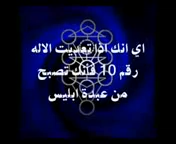 اي انك اذا تعديت الاله
رقم 10 فانك تصبح
من عبدة ابليس